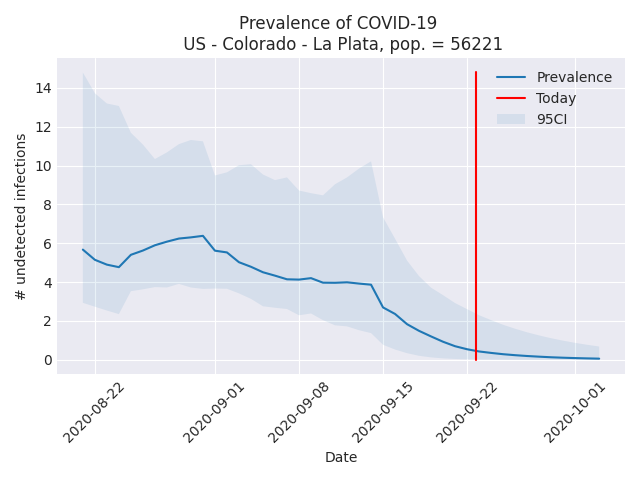 Prevalence of COVID-19
US - Colorado - La Plata, pop. = 56221
Prevalence
Today
95CI
# undetected infections
14
12
10
8
6
4
2
0
2020-08-22
2020-09-01
2020-09-08
2020-09-15
2020-09-22
2020-10-01
Date